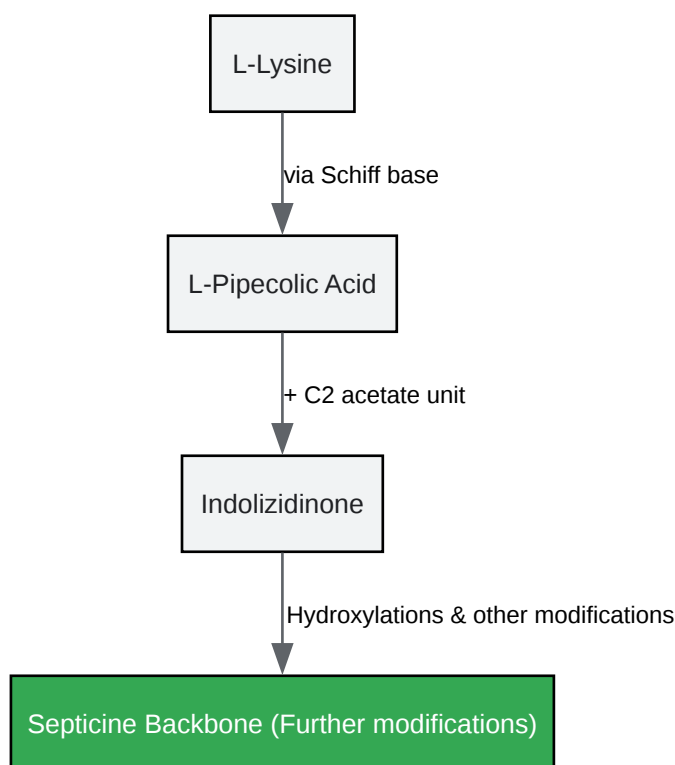 L-Lysine
via Schiff base
L-Pipecolic Acid
+ C2 acetate unit
Indolizidinone
Hydroxylations & other modifications
Septicine Backbone (Further modifications)